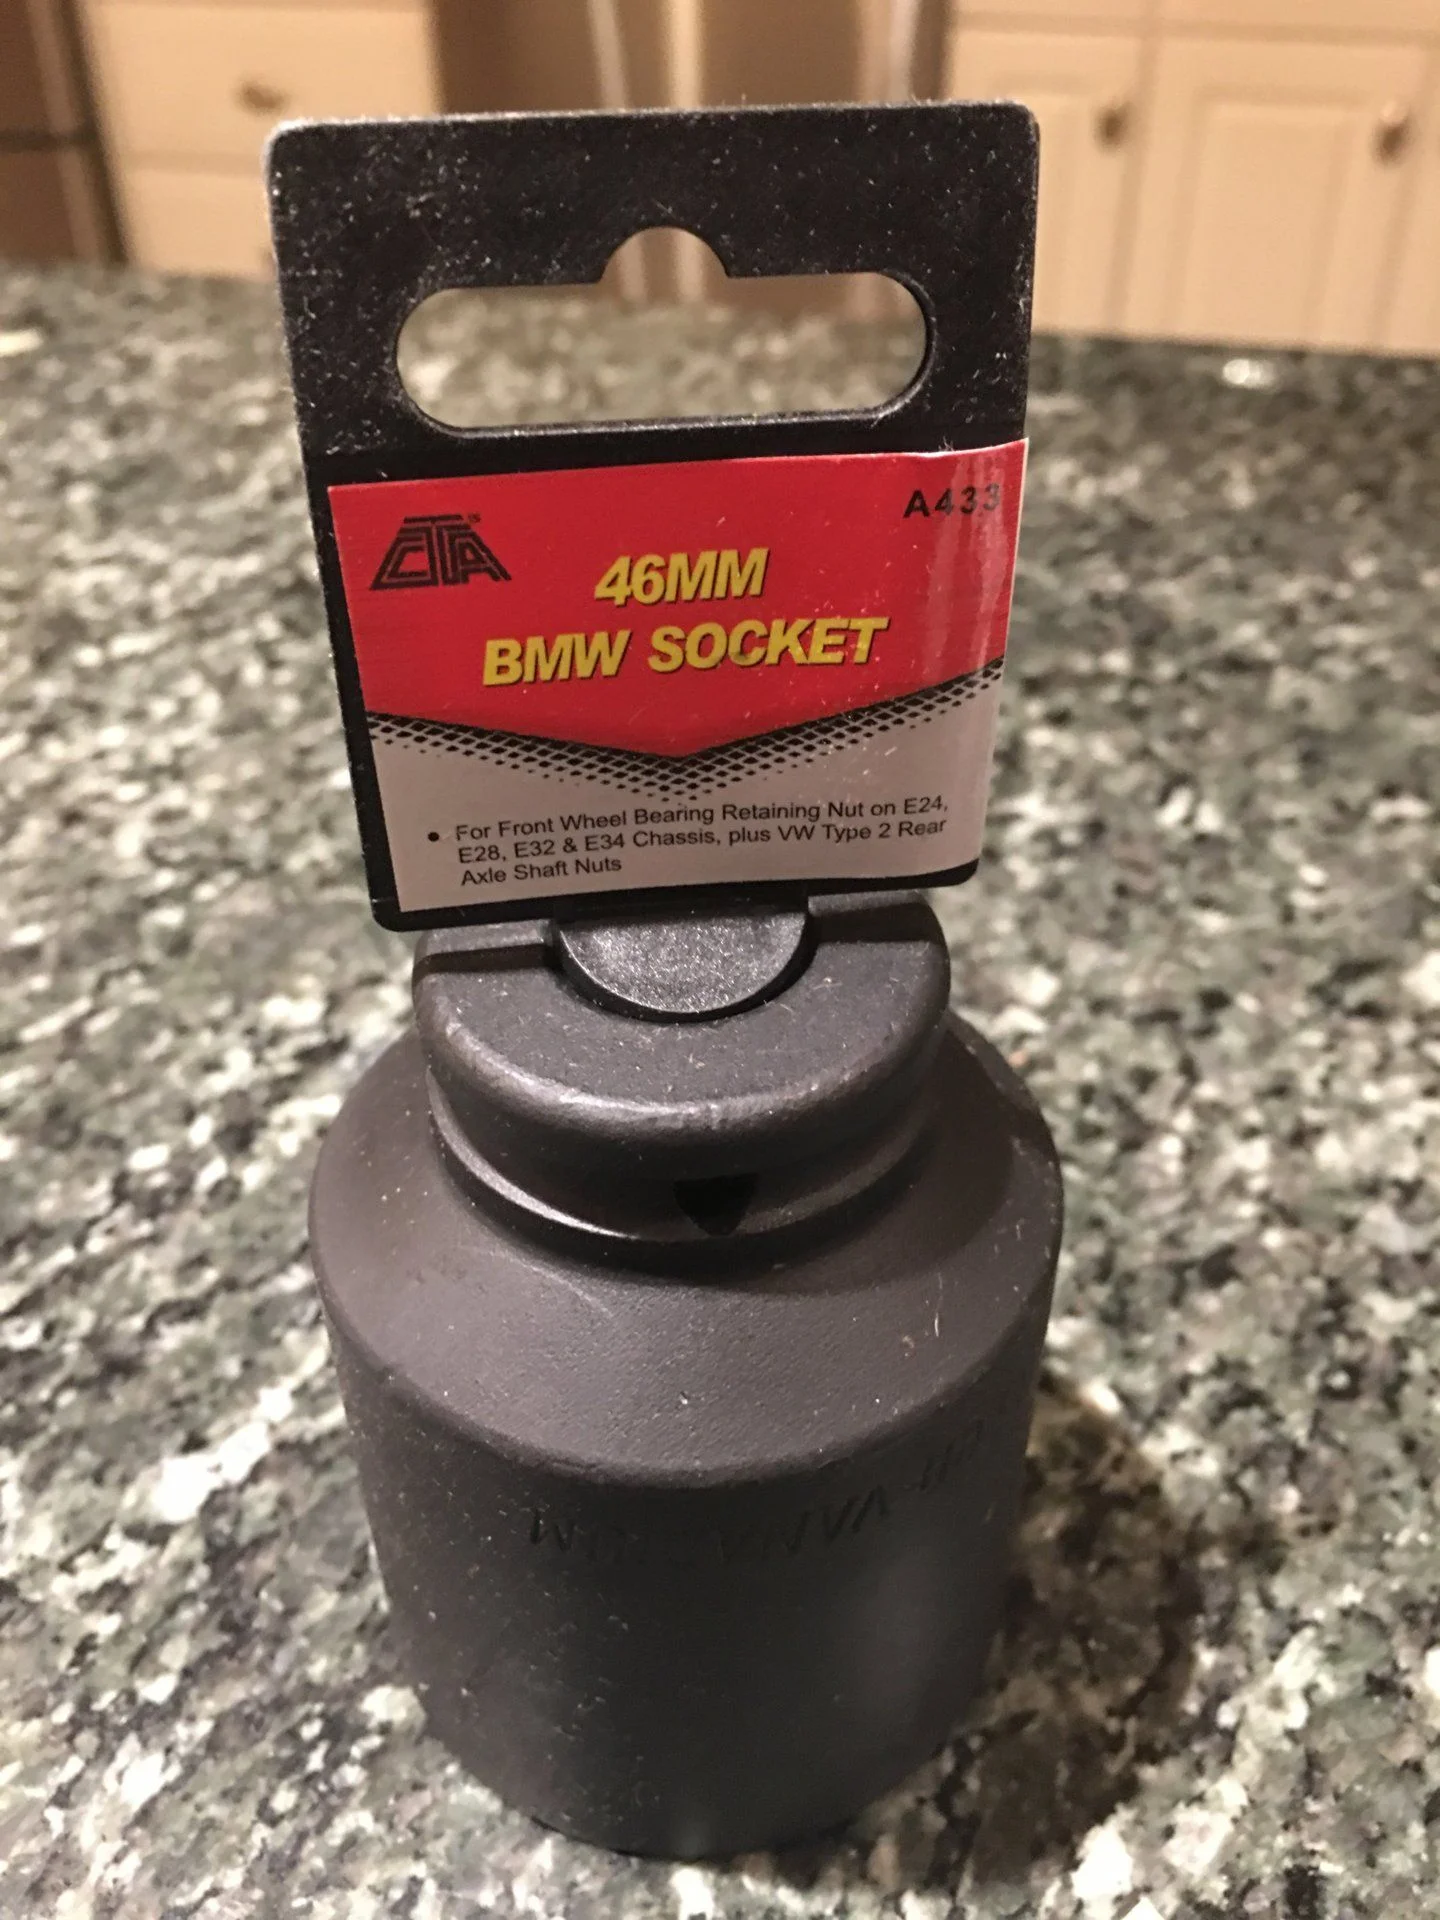 A433
CTA
46MM
BMW SOCKET
• For Front Wheel Bearing Retaining Nut on E24,
E28, E32 & E34 Chassis, plus VW Type 2 Rear
Axle Shaft Nuts